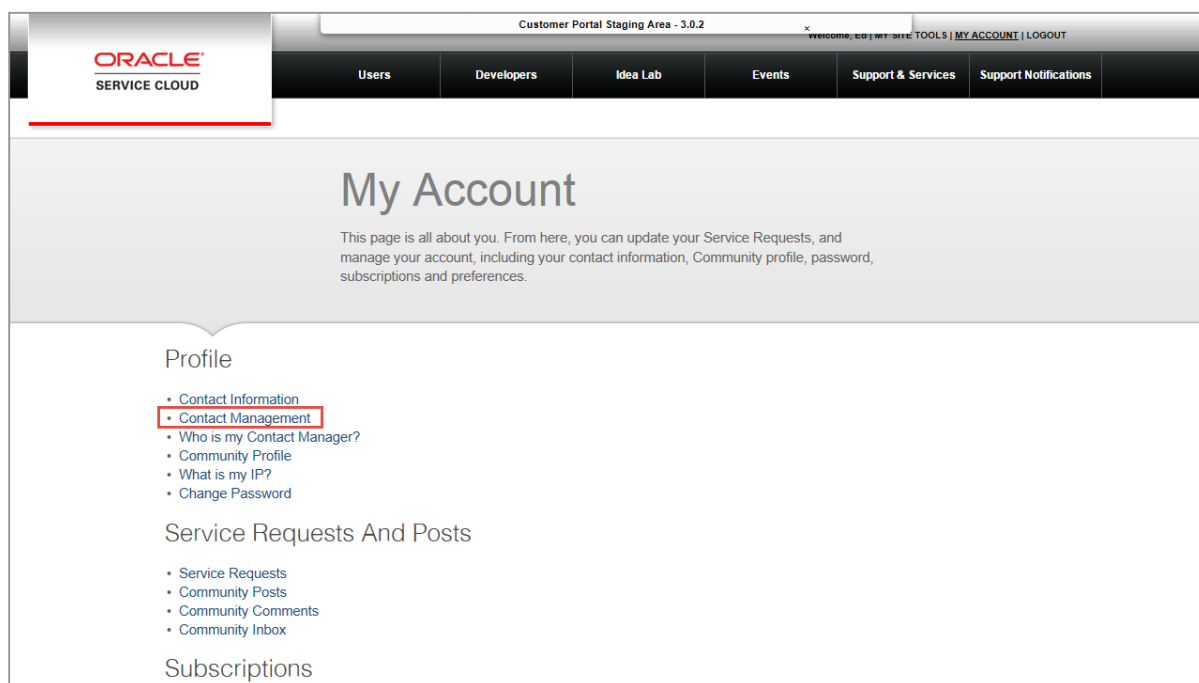 Customer Portal Staging Area - 3.0.2
×
Welcome, Ed | MY SITE TOOLS | MY ACCOUNT | LOGOUT
ORACLE
SERVICE CLOUD
Users
Developers
Idea Lab
Events
Support & Services
Support Notifications
My Account
This page is all about you. From here, you can update your Service Requests, and
manage your account, including your contact information, Community profile, password,
subscriptions and preferences.
Profile
• Contact Information
• Contact Management
• Who is my Contact Manager?
• Community Profile
• What is my IP?
• Change Password
Service Requests And Posts
• Service Requests
• Community Posts
• Community Comments
• Community Inbox
Subscriptions